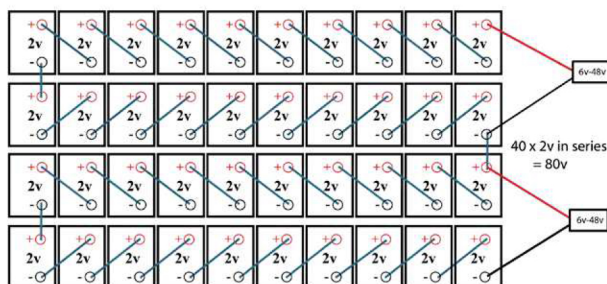 + + + + + + + + + +
2v 2v 2v 2v 2v 2v 2v 2v 2v 2v
- - - - - - - - - -
6v-48v
+ + + + + + + + + +
2v 2v 2v 2v 2v 2v 2v 2v 2v 2v
- - - - - - - - - -
40 x 2v in series
= 80v
+ + + + + + + + + +
2v 2v 2v 2v 2v 2v 2v 2v 2v 2v
- - - - - - - - - -
6v-48v
+ + + + + + + + + +
2v 2v 2v 2v 2v 2v 2v 2v 2v 2v
- - - - - - - - - -